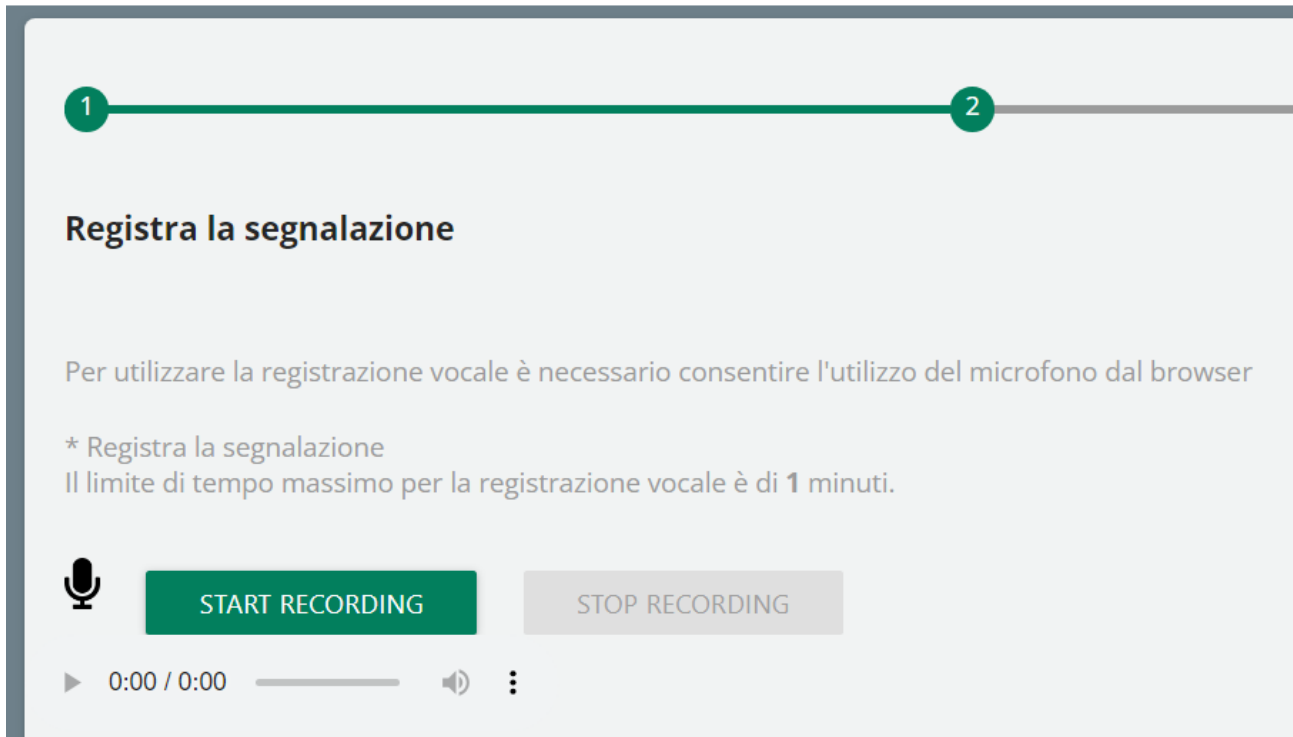 1
2
Registra la segnalazione
Per utilizzare la registrazione vocale è necessario consentire l'utilizzo del microfono dal browser
* Registra la segnalazione
Il limite di tempo massimo per la registrazione vocale è di 1 minuti.
START RECORDING
STOP RECORDING
0:00 / 0:00